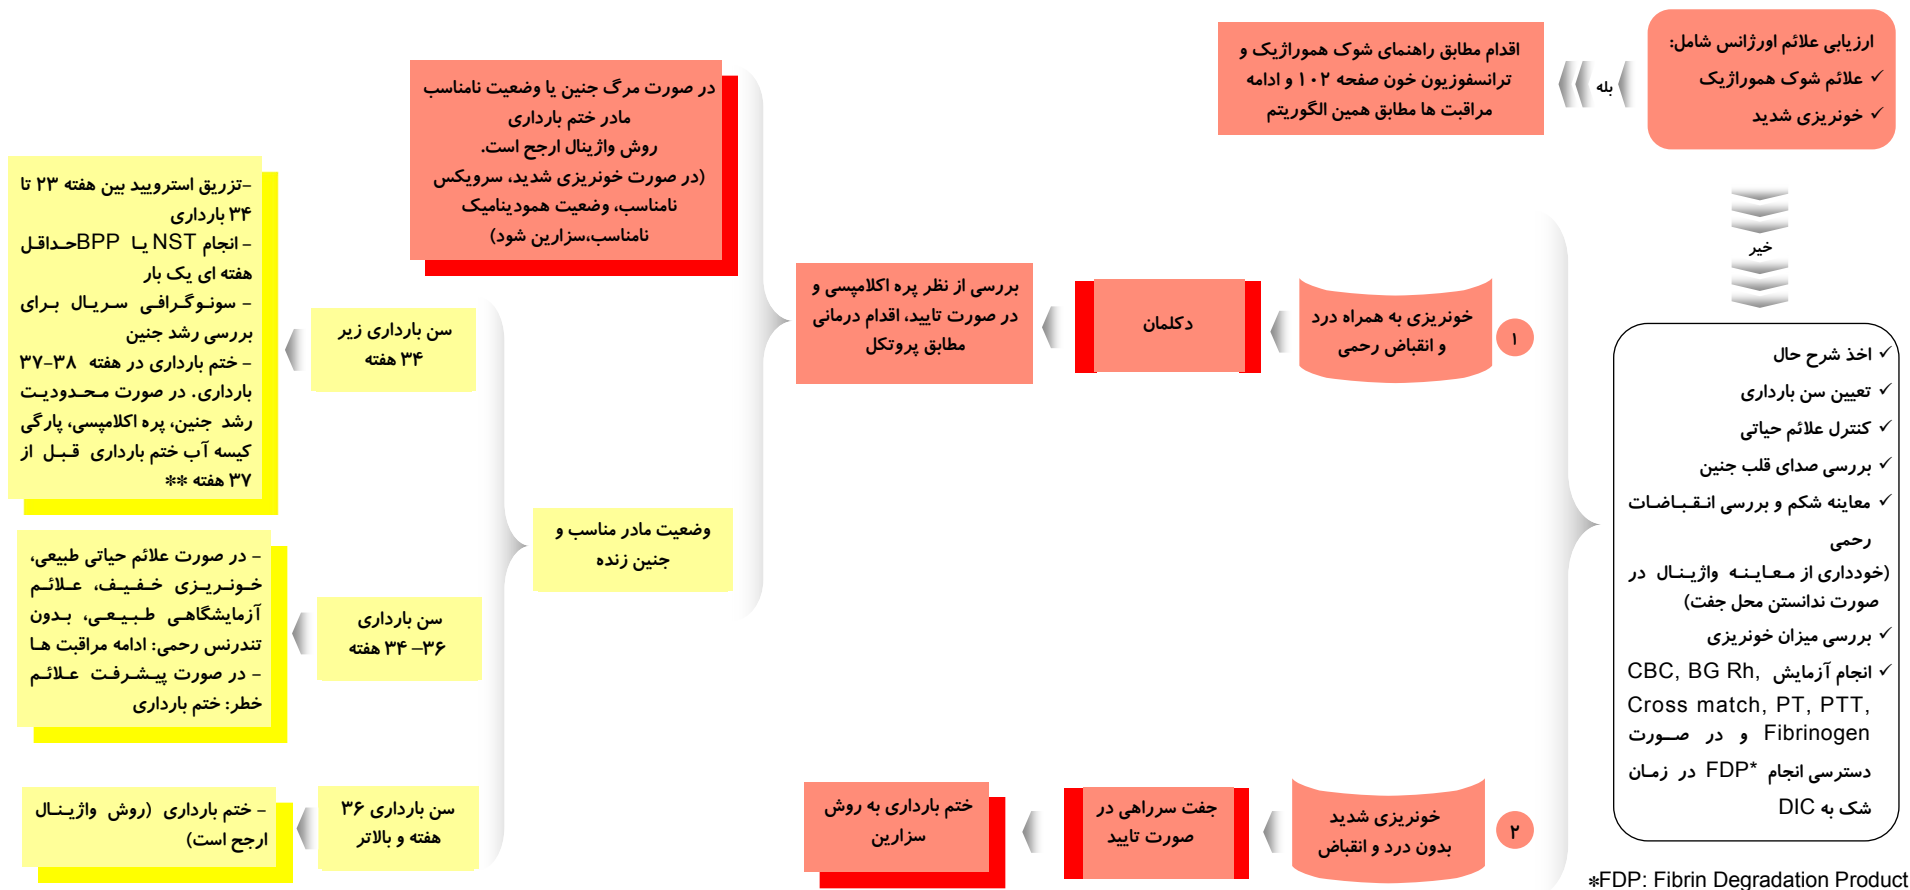 ارزیابی علائم اورژانس شامل:
✓ علائم شوک هموراژیک
✓ خونریزی شدید
بله
اقدام مطابق راهنمای شوک هموراژیک و
ترانسفوزیون خون صفحه ۱۰۲ و ادامه
مراقبت ها مطابق همین الگوریتم
خیر
✓ اخذ شرح حال
✓ تعیین سن بارداری
✓ کنترل علائم حیاتی
✓ بررسی صدای قلب جنین
✓ معاینه شکم و بررسی انقباضات
رحمی
(خودداری از معاینه واژینال در
صورت ندانستن محل جفت)
✓ بررسی میزان خونریزی
✓ انجام آزمایش CBC, BG Rh,
Cross match, PT, PTT,
Fibrinogen و در صورت
دسترسی انجام FDP* در زمان
شک به DIC
*FDP: Fibrin Degradation Product
۱
خونریزی به همراه درد
و انقباض رحمی
دکلمان
بررسی از نظر پره اکلامپسی و
در صورت تایید، اقدام درمانی
مطابق پروتکل
در صورت مرگ جنین یا وضعیت نامناسب
مادر ختم بارداری
روش واژینال ارجح است.
(در صورت خونریزی شدید، سرویکس
نامناسب، وضعیت همودینامیک
نامناسب،سزارین شود)
وضعیت مادر مناسب و
جنین زنده
سن بارداری زیر
۳۴ هفته
-تزریق استرویید بین هفته ۲۳ تا
۳۴ بارداری
- انجام NST یا BPP حداقل
هفته ای یک بار
- سونوگرافی سریال برای
بررسی رشد جنین
- ختم بارداری در هفته ۳۸-۳۷
بارداری. در صورت محدودیت
رشد جنین، پره اکلامپسی، پارگی
کیسه آب ختم بارداری قبل از
۳۷ هفته **
سن بارداری
۳۶- ۳۴ هفته
- در صورت علائم حیاتی طبیعی،
خونریزی خفیف، علائم
آزمایشگاهی طبیعی، بدون
تندرنس رحمی: ادامه مراقبت ها
- در صورت پیشرفت علائم
خطر: ختم بارداری
سن بارداری ۳۶
هفته و بالاتر
- ختم بارداری (روش واژینال
ارجح است)
۲
خونریزی شدید
بدون درد و انقباض
جفت سرراهی در
صورت تایید
ختم بارداری به روش
سزارین